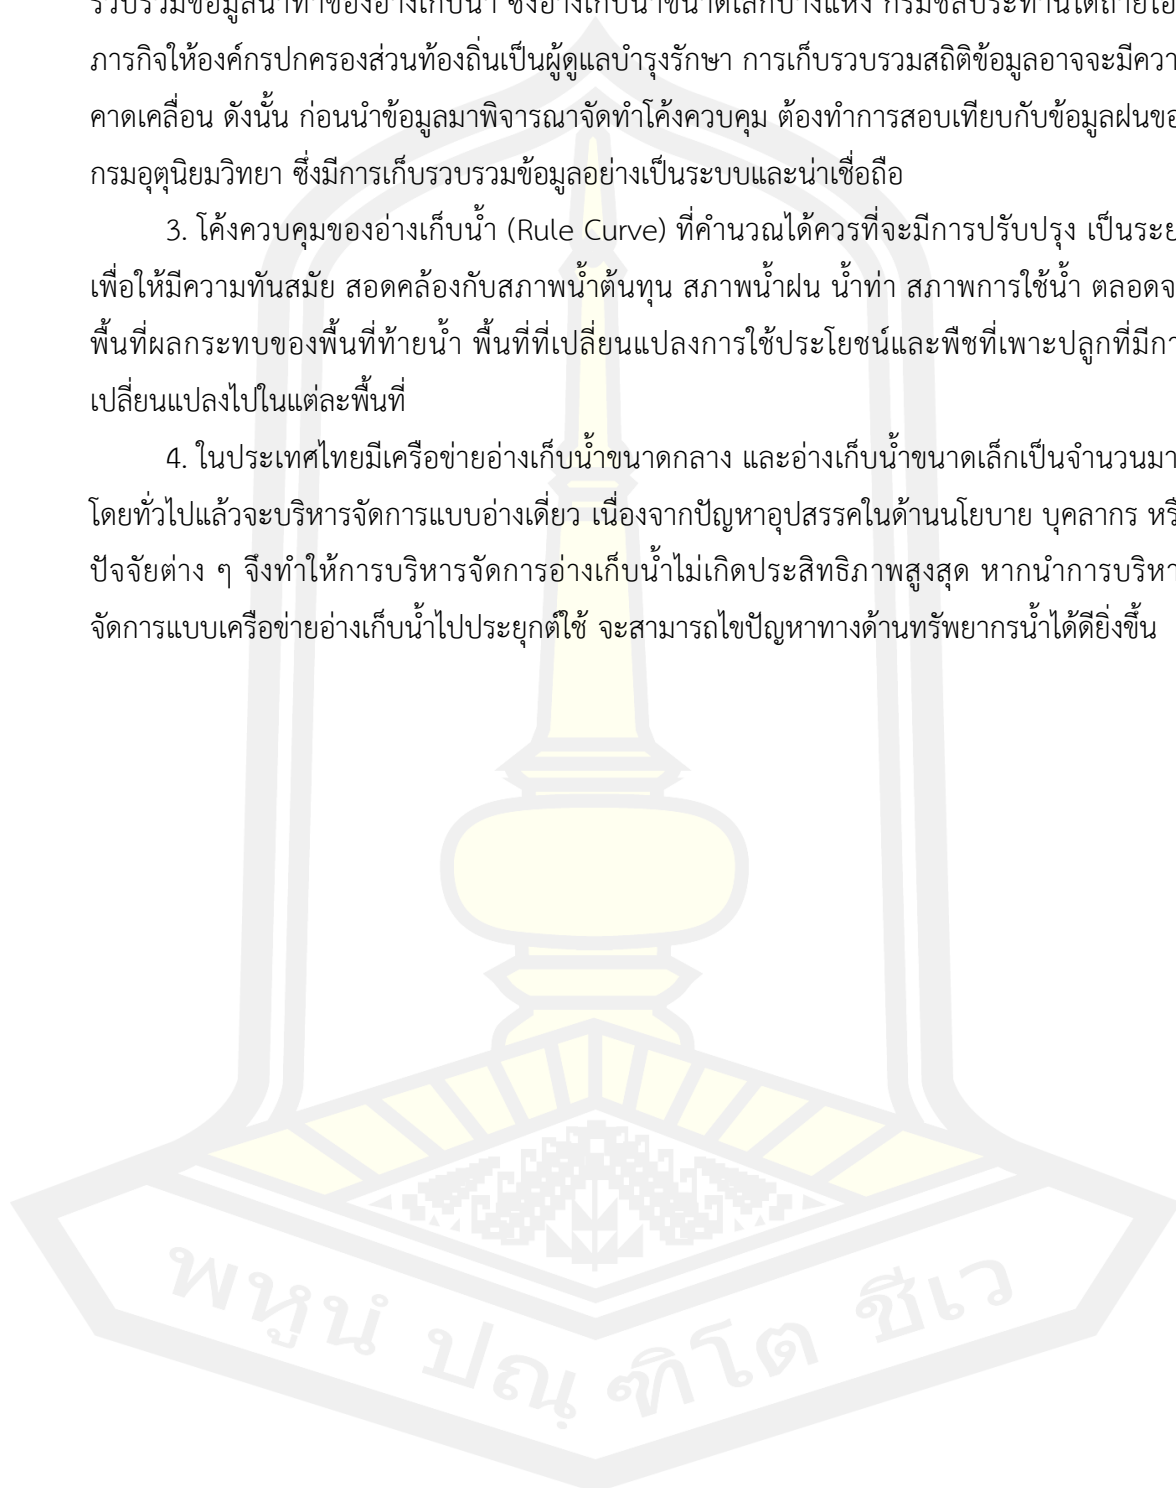 รวบรวมข้อมูลน้ำท่าของอ่างเก็บน้ำ ซึ่งอ่างเก็บน้ำขนาดเล็กบางแห่ง กรมชลประทานได้ถ่ายโอ
ภารกิจให้องค์กรปกครองส่วนท้องถิ่นเป็นผู้ดูแลบำรุงรักษา การเก็บรวบรวมสถิติข้อมูลอาจจะมีควา
คาดเคลื่อน ดังนั้น ก่อนนำข้อมูลมาพิจารณาจัดทำโค้งควบคุม ต้องทำการสอบเทียบกับข้อมูลฝนขอ
กรมอุตุนิยมวิทยา ซึ่งมีการเก็บรวบรวมข้อมูลอย่างเป็นระบบและน่าเชื่อถือ
3. โค้งควบคุมของอ่างเก็บน้ำ (Rule Curve) ที่คำนวณได้ควรที่จะมีการปรับปรุง เป็นระย
เพื่อให้มีความทันสมัย สอดคล้องกับสภาพน้ำต้นทุน สภาพน้ำฝน น้ำท่า สภาพการใช้น้ำ ตลอดจ
พื้นที่ผลกระทบของพื้นที่ท้ายน้ำ พื้นที่ที่เปลี่ยนแปลงการใช้ประโยชน์และพืชที่เพาะปลูกที่มีกา
เปลี่ยนแปลงไปในแต่ละพื้นที่
4. ในประเทศไทยมีเครือข่ายอ่างเก็บน้ำขนาดกลาง และอ่างเก็บน้ำขนาดเล็กเป็นจำนวนมา
โดยทั่วไปแล้วจะบริหารจัดการแบบอ่างเดี่ยว เนื่องจากปัญหาอุปสรรคในด้านนโยบาย บุคลากร หรื
ปัจจัยต่าง ๆ จึงทำให้การบริหารจัดการอ่างเก็บน้ำไม่เกิดประสิทธิภาพสูงสุด หากนำการบริหา
จัดการแบบเครือข่ายอ่างเก็บน้ำไปประยุกต์ใช้ จะสามารถไขปัญหาทางด้านทรัพยากรน้ำได้ดียิ่งขึ้น
พหูนํ ปณฺฑิโต ชีเว